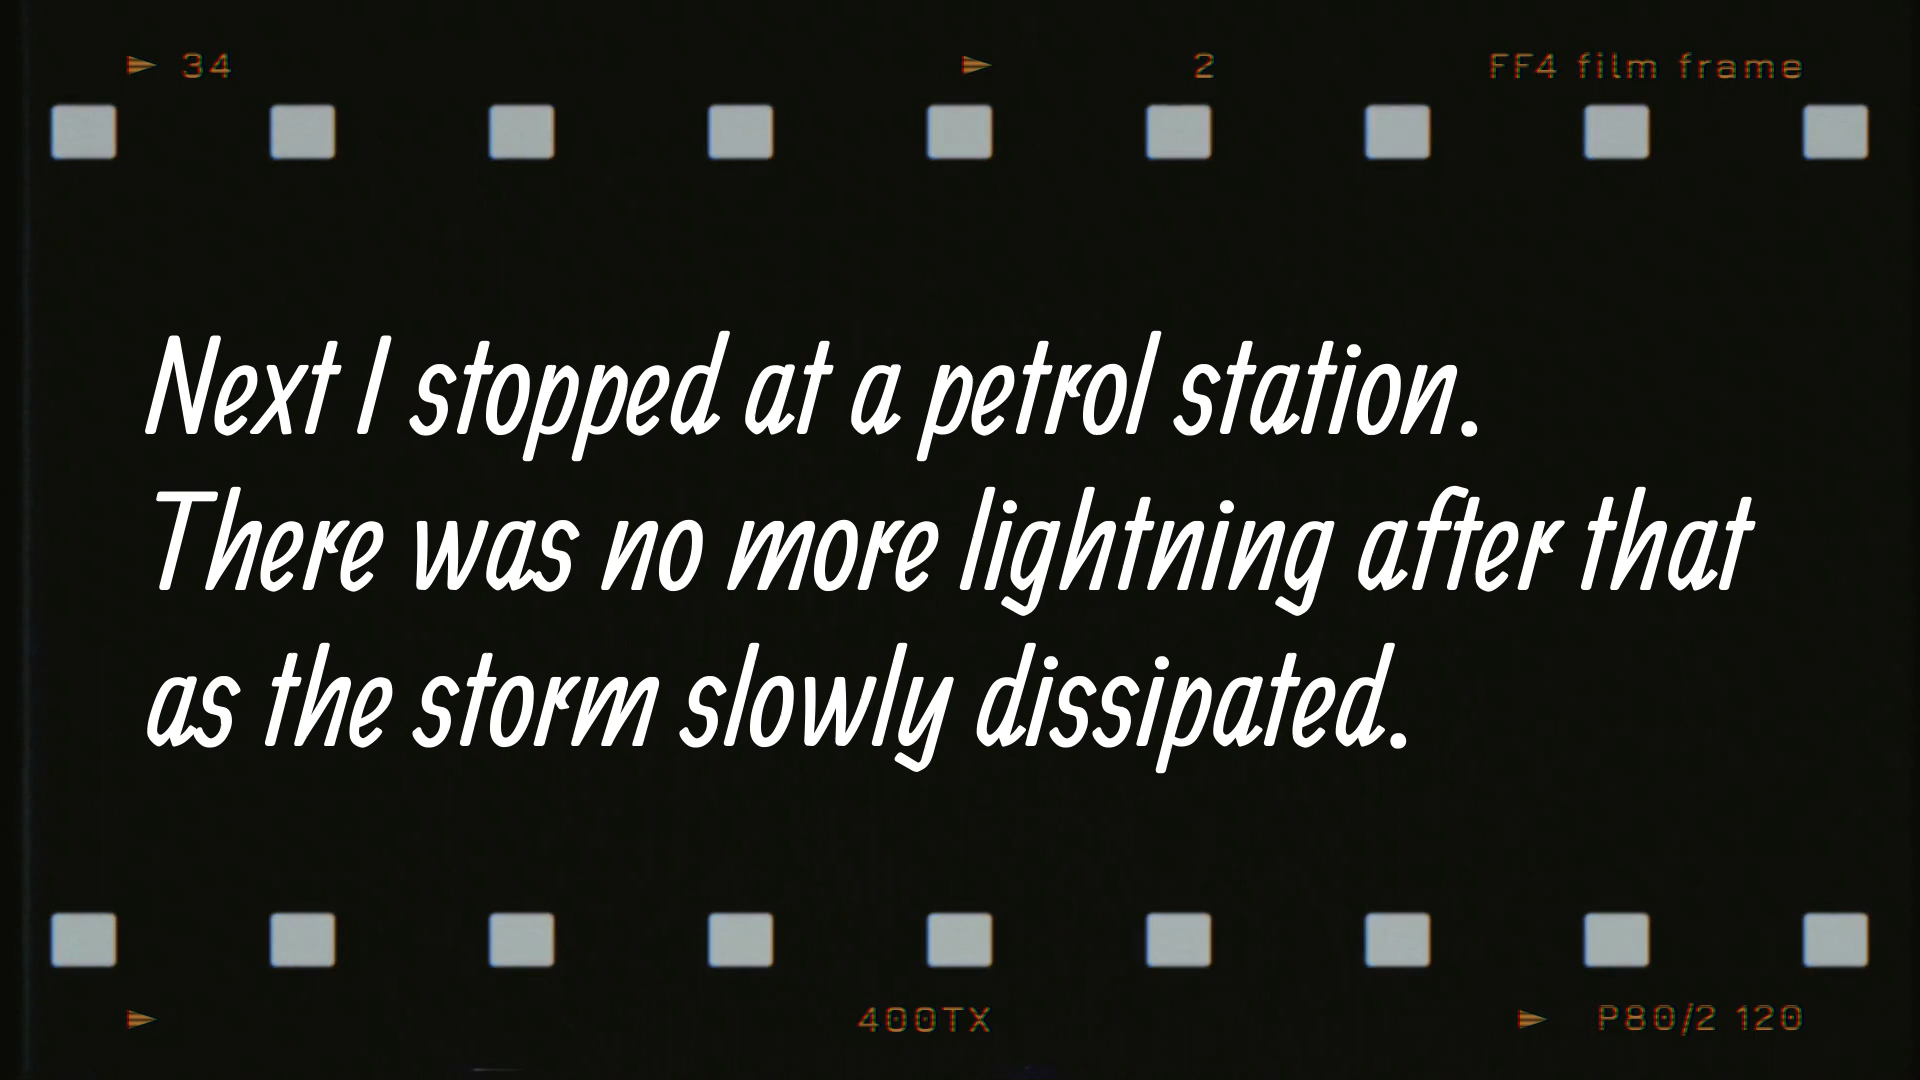 34 2 FF4 film frame
Next I stopped at a petrol station.
There was no more lightning after that
as the storm slowly dissipated.
400TX P80/2 120